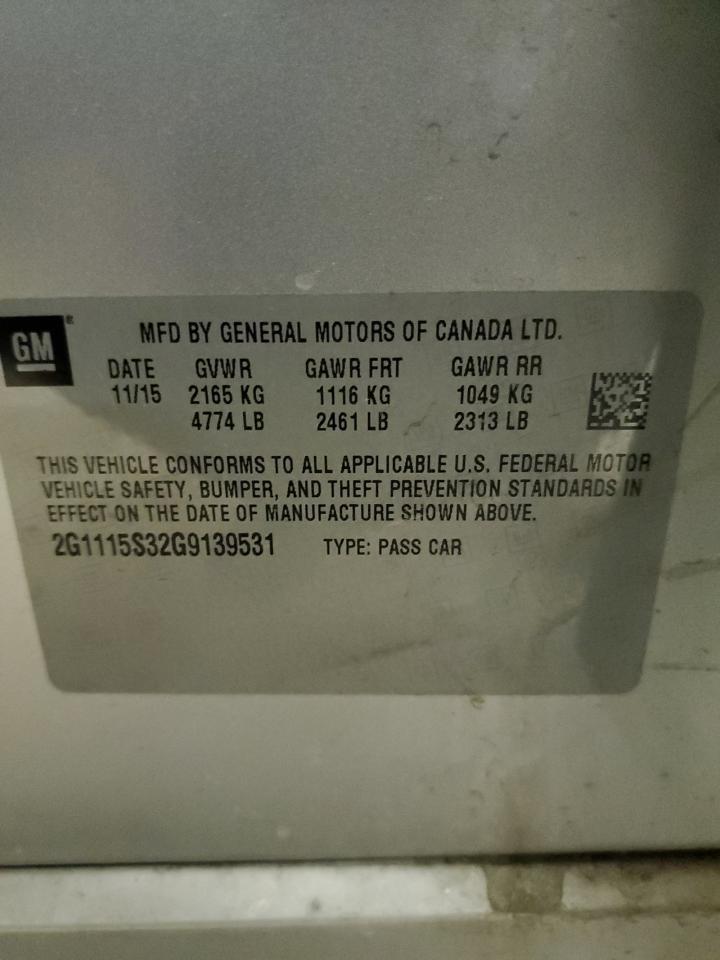 GM®
MFD BY GENERAL MOTORS OF CANADA LTD.
DATE GVWR GAWR FRT GAWR RR
11/15 2165 KG 1116 KG 1049 KG
4774 LB 2461 LB 2313 LB
THIS VEHICLE CONFORMS TO ALL APPLICABLE U.S. FEDERAL MOTOR
VEHICLE SAFETY, BUMPER, AND THEFT PREVENTION STANDARDS IN
EFFECT ON THE DATE OF MANUFACTURE SHOWN ABOVE.
2G1115S32G9139531 TYPE: PASS CAR